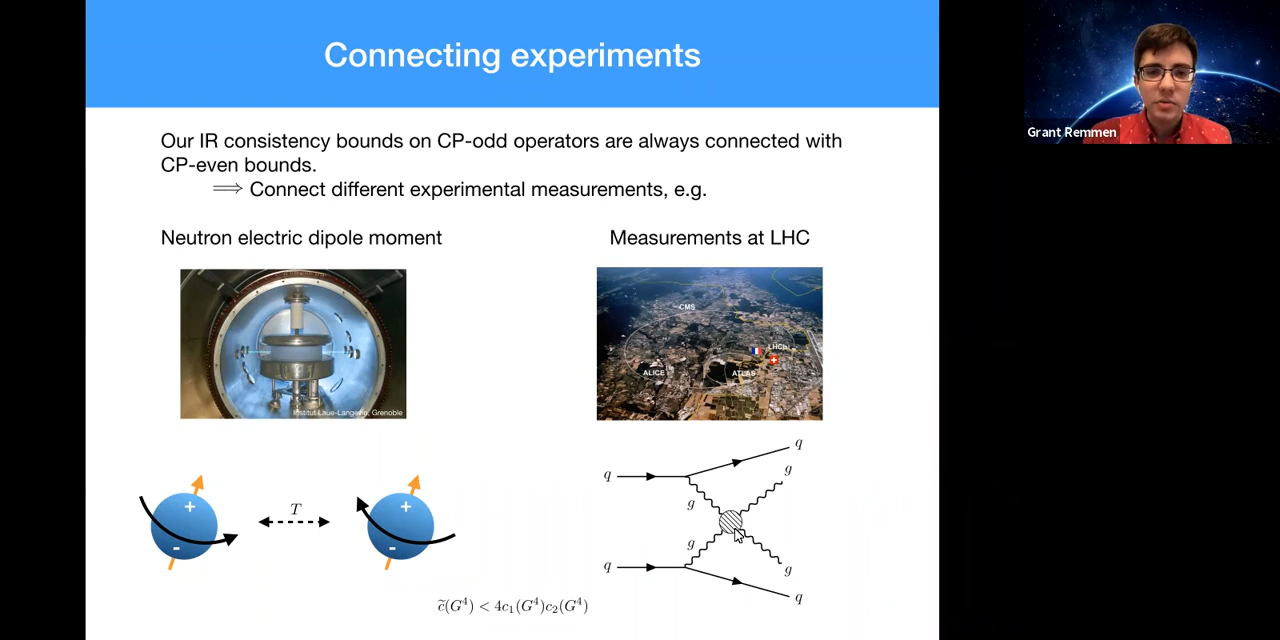 Connecting experiments
Grant Remmen
Our IR consistency bounds on CP-odd operators are always connected with
CP-even bounds.
⟹ Connect different experimental measurements, e.g.
Neutron electric dipole moment
Measurements at LHC
Institut Laue-Langevin, Grenoble
CMS
LHCb
ALICE
ATLAS
+
-
T
+
-
q
q
g
g
g
q
g
q
c̃(G⁴) < 4c₁(G⁴)c₂(G⁴)